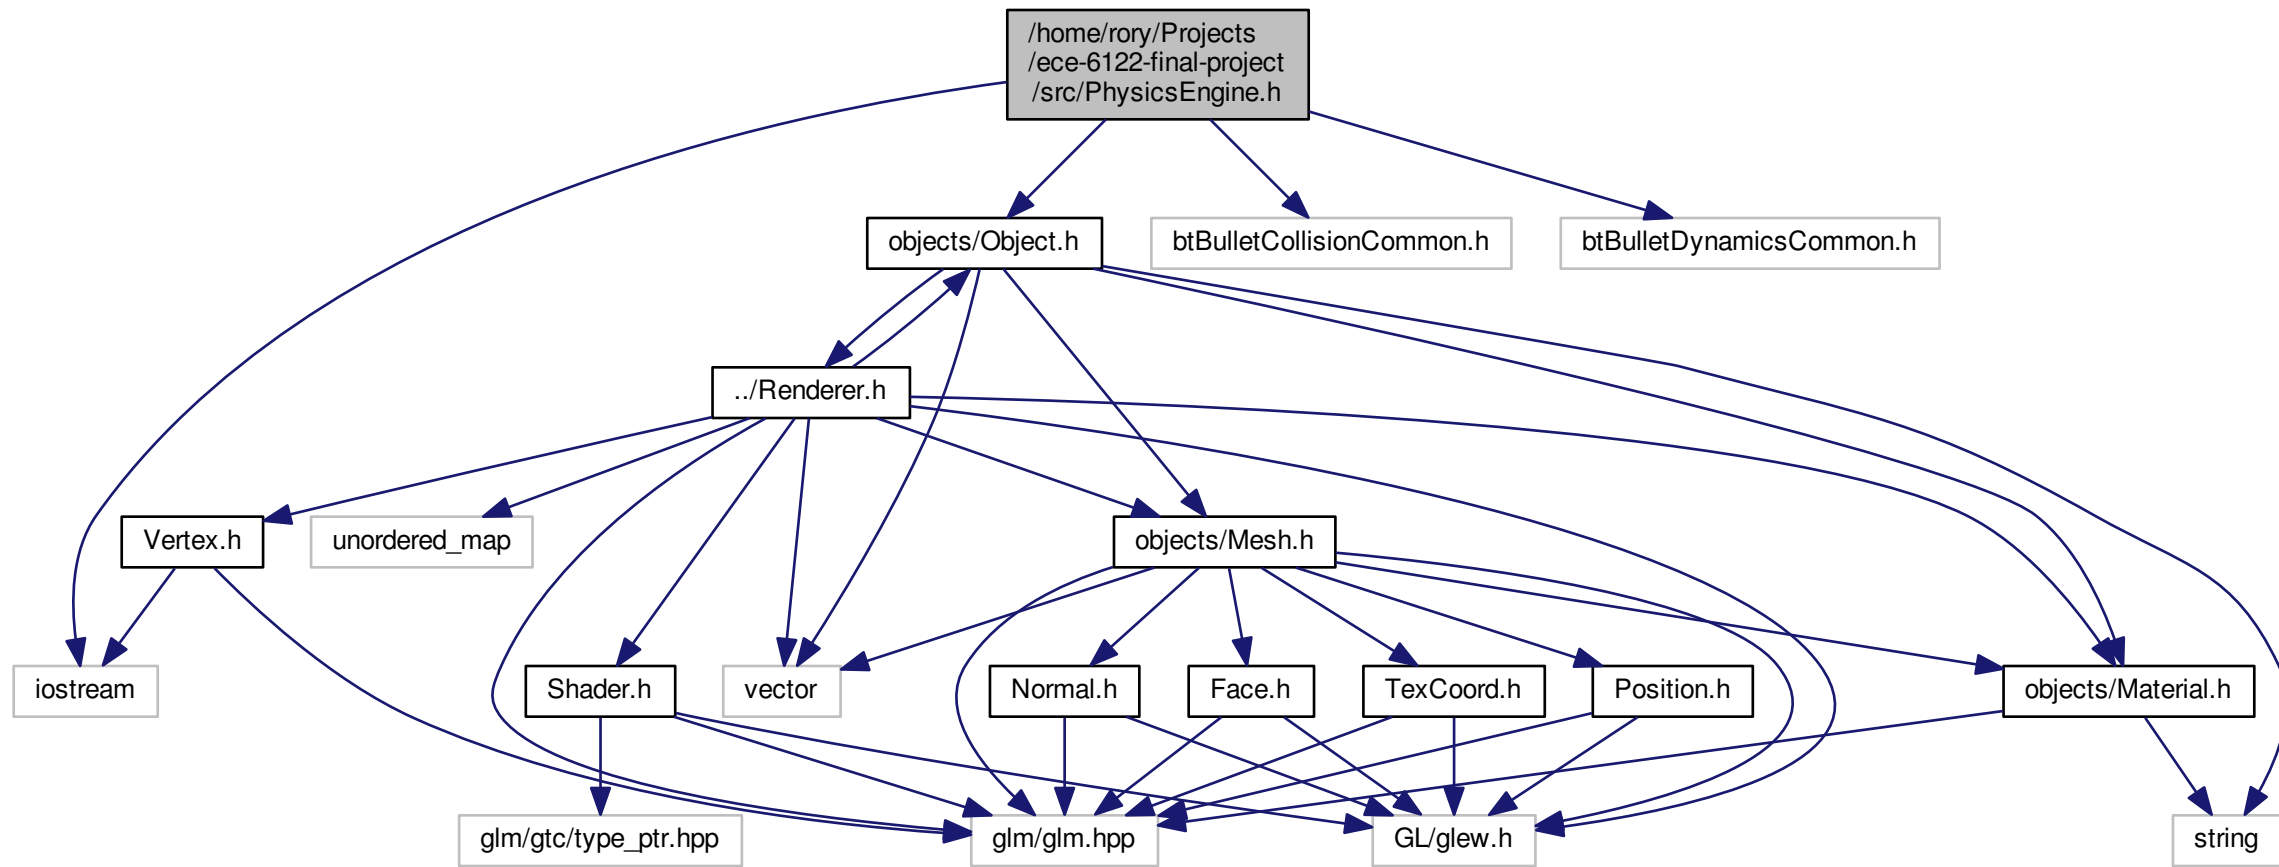 /home/rory/Projects
/ece-6122-final-project
/src/PhysicsEngine.h
objects/Object.h
btBulletCollisionCommon.h
btBulletDynamicsCommon.h
../Renderer.h
Vertex.h
unordered_map
objects/Mesh.h
iostream
Shader.h
vector
Normal.h
Face.h
TexCoord.h
Position.h
objects/Material.h
glm/gtc/type_ptr.hpp
glm/glm.hpp
GL/glew.h
string